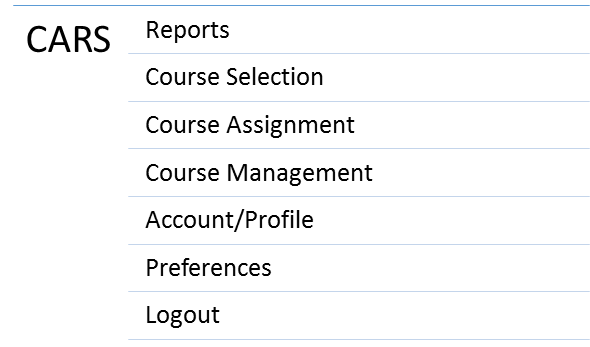 CARS
Reports
Course Selection
Course Assignment
Course Management
Account/Profile
Preferences
Logout